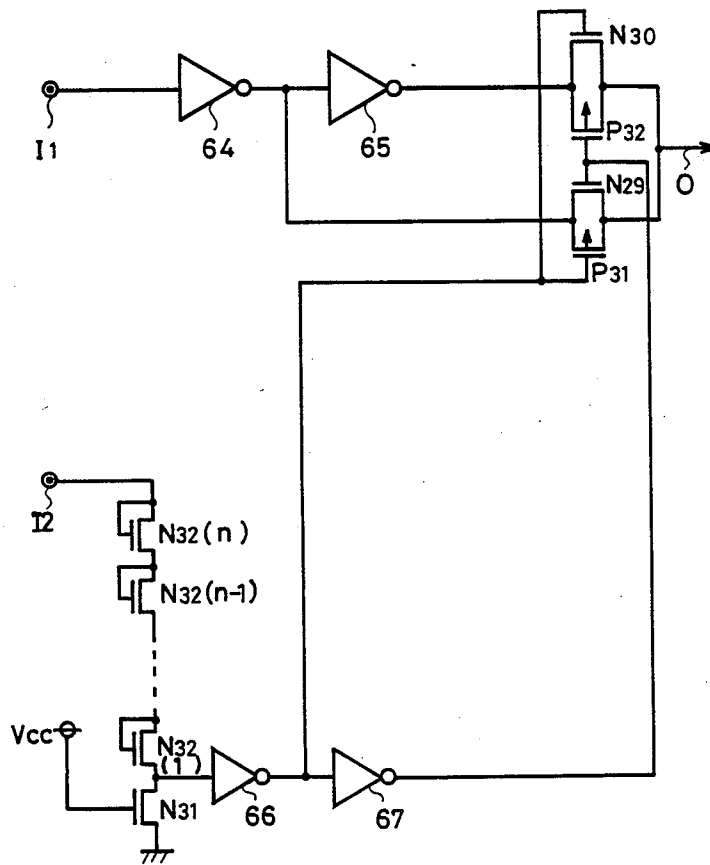 N30
I1
64
65
P32
N29
O
P31
I2
N32(n)
N32(n-1)
Vcc
N32
(1)
N31
66
67